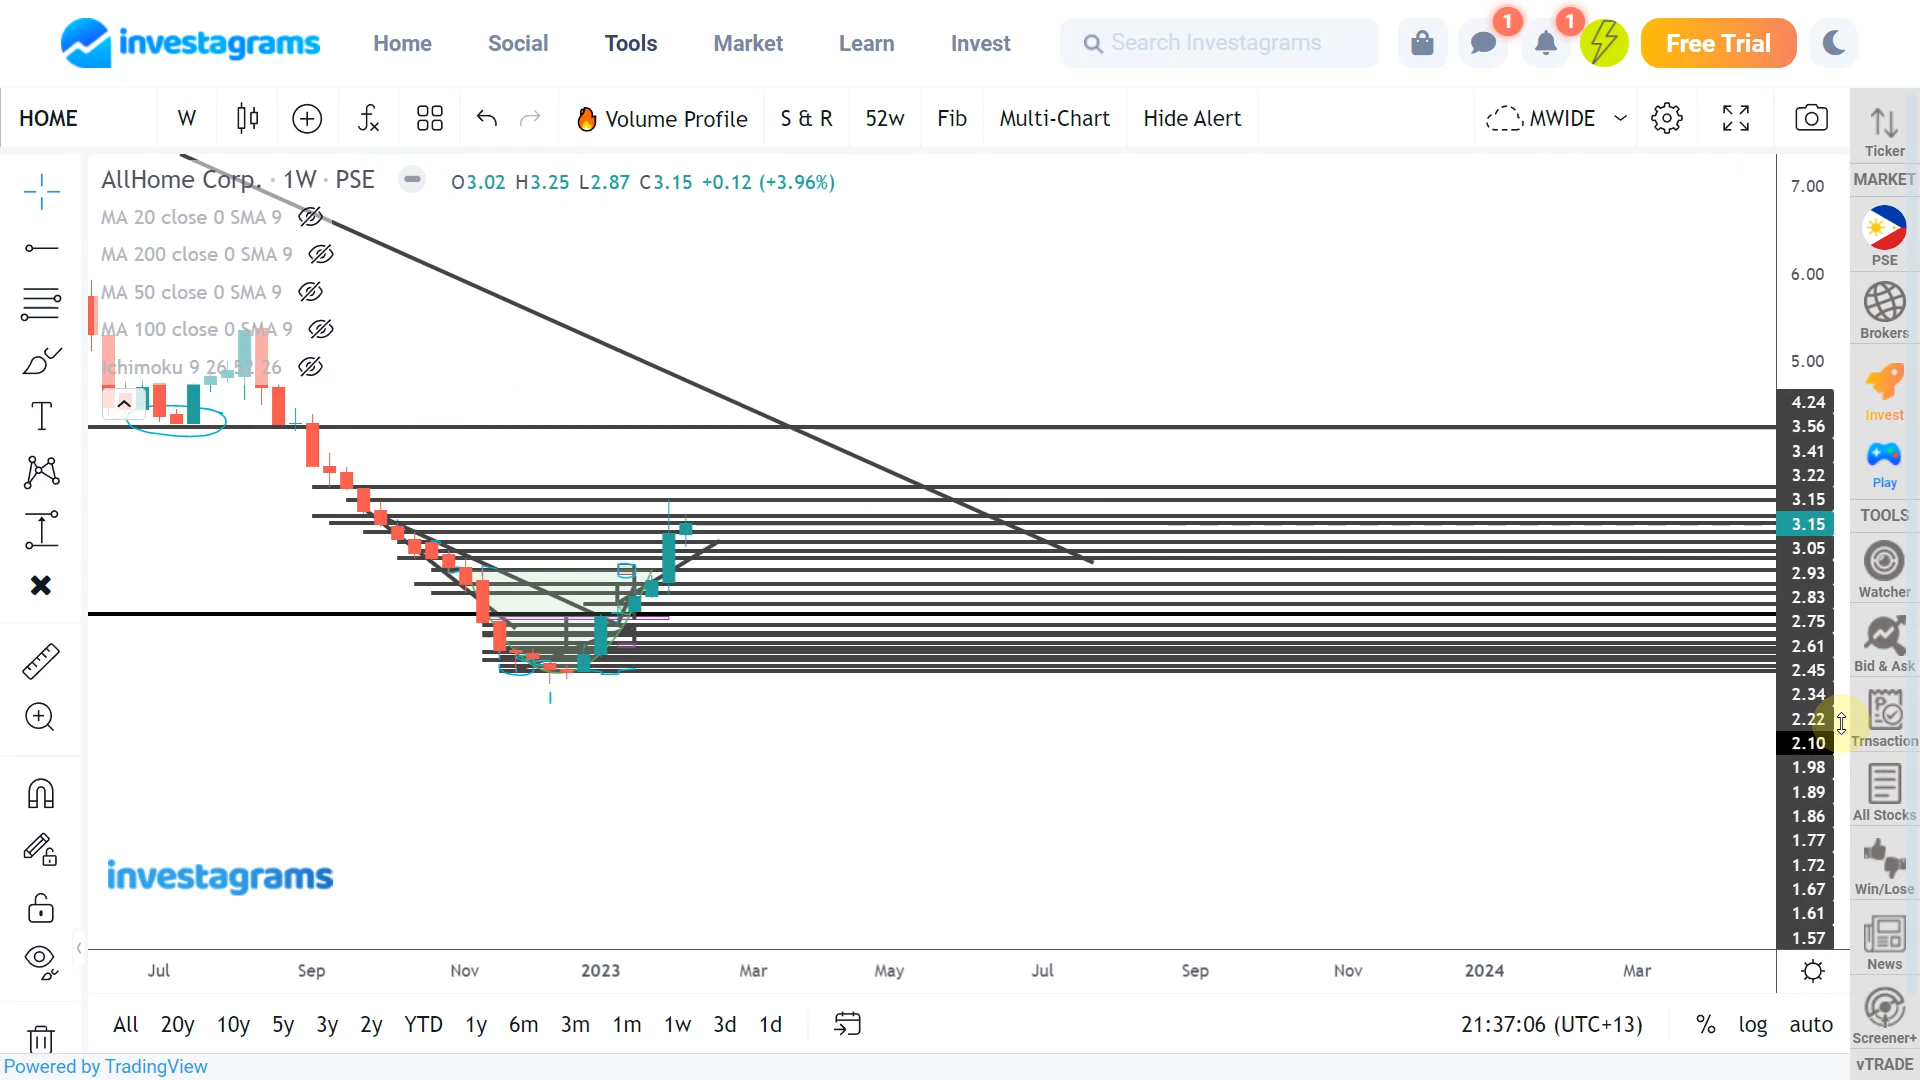 investagrams
Home Social Tools Market Learn Invest
Search Investagrams
1
1
Free Trial
HOME W Volume Profile S & R 52w Fib Multi-Chart Hide Alert MWIDE
AllHome Corp. · 1W · PSE O3.02 H3.25 L2.87 C3.15 +0.12 (+3.96%)
MA 20 close 0 SMA 9
MA 200 close 0 SMA 9
MA 50 close 0 SMA 9
MA 100 close 0 SMA 9
Ichimoku 9 26 52 26
7.00
6.00
5.00
4.24
3.56
3.41
3.22
3.15
3.15
3.05
2.93
2.83
2.75
2.61
2.45
2.34
2.22
2.10
1.98
1.89
1.86
1.77
1.72
1.67
1.61
1.57
Ticker
MARKET
PSE
Brokers
Invest
Play
TOOLS
Watcher
Bid & Ask
Trnsaction
All Stocks
Win/Lose
News
Screener+
vTRADE
investagrams
Jul Sep Nov 2023 Mar May Jul Sep Nov 2024 Mar
All 20y 10y 5y 3y 2y YTD 1y 6m 3m 1m 1w 3d 1d 21:37:06 (UTC+13) % log auto
Powered by TradingView